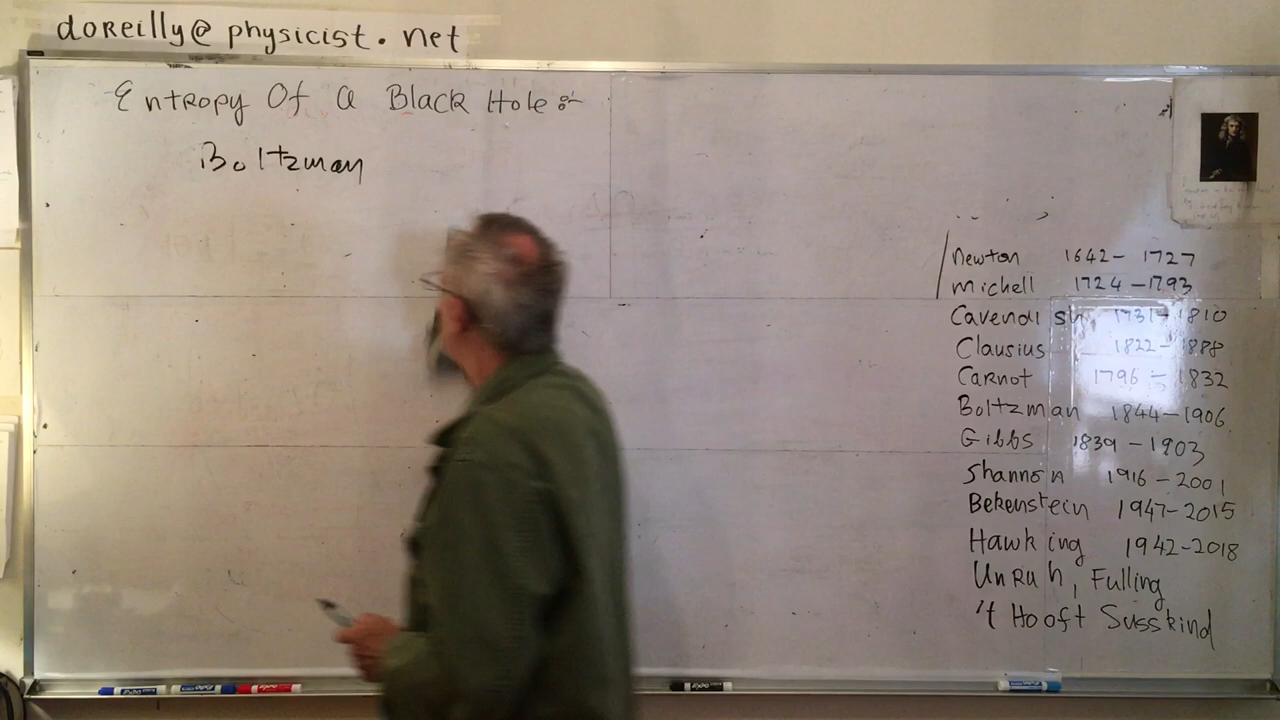 doreilly@physicist.net
Entropy Of a Black Hole:-
Boltzman
Newton 1642- 1727
Michell 1724-1793
Cavendish 1731-1810
Clausius 1822-1888
Carnot 1796-1832
Boltzman 1844-1906
Gibbs 1839-1903
Shannon 1916-2001
Bekenstein 1947-2015
Hawking 1942-2018
UnRuh, Fulling
't Hooft Susskind